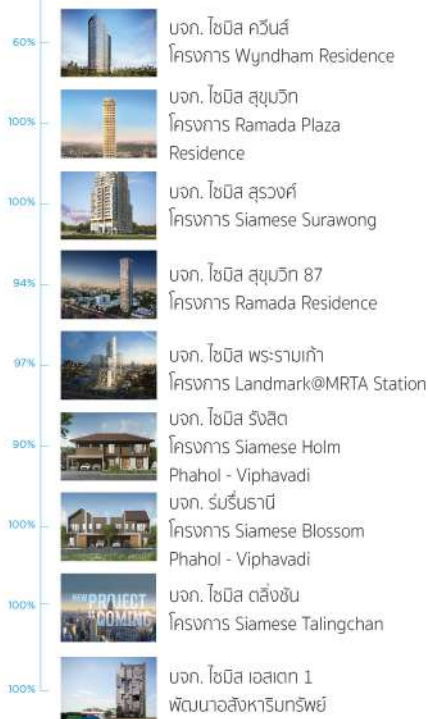 60%
บจก. ไซมิส ควีนส์
โครงการ Wyndham Residence
100%
บจก. ไซมิส สุขุมวิท
โครงการ Ramada Plaza
Residence
100%
บจก. ไซมิส สุรวงศ์
โครงการ Siamese Surawong
94%
บจก. ไซมิส สุขุมวิท 87
โครงการ Ramada Residence
97%
บจก. ไซมิส พระรามเก้า
โครงการ Landmark@MRTA Station
90%
บจก. ไซมิส รังสิต
โครงการ Siamese Holm
Phahol - Viphavadi
100%
บจก. ร่มรื่นธานี
โครงการ Siamese Blossom
Phahol - Viphavadi
100%
NEW PROJECT
IS COMING
บจก. ไซมิส ตลิ่งชัน
โครงการ Siamese Talingchan
100%
บจก. ไซมิส เอสเตท 1
พัฒนาอสังหาริมทรัพย์